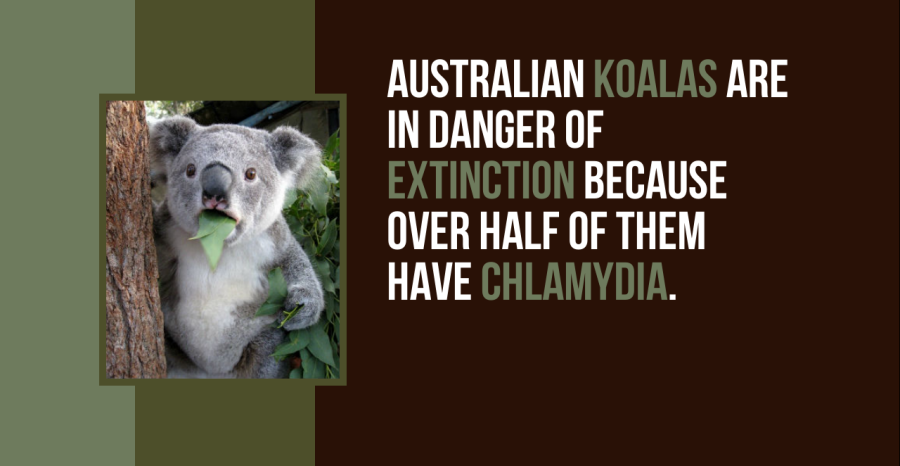 AUSTRALIAN KOALAS ARE
IN DANGER OF
EXTINCTION BECAUSE
OVER HALF OF THEM
HAVE CHLAMYDIA.